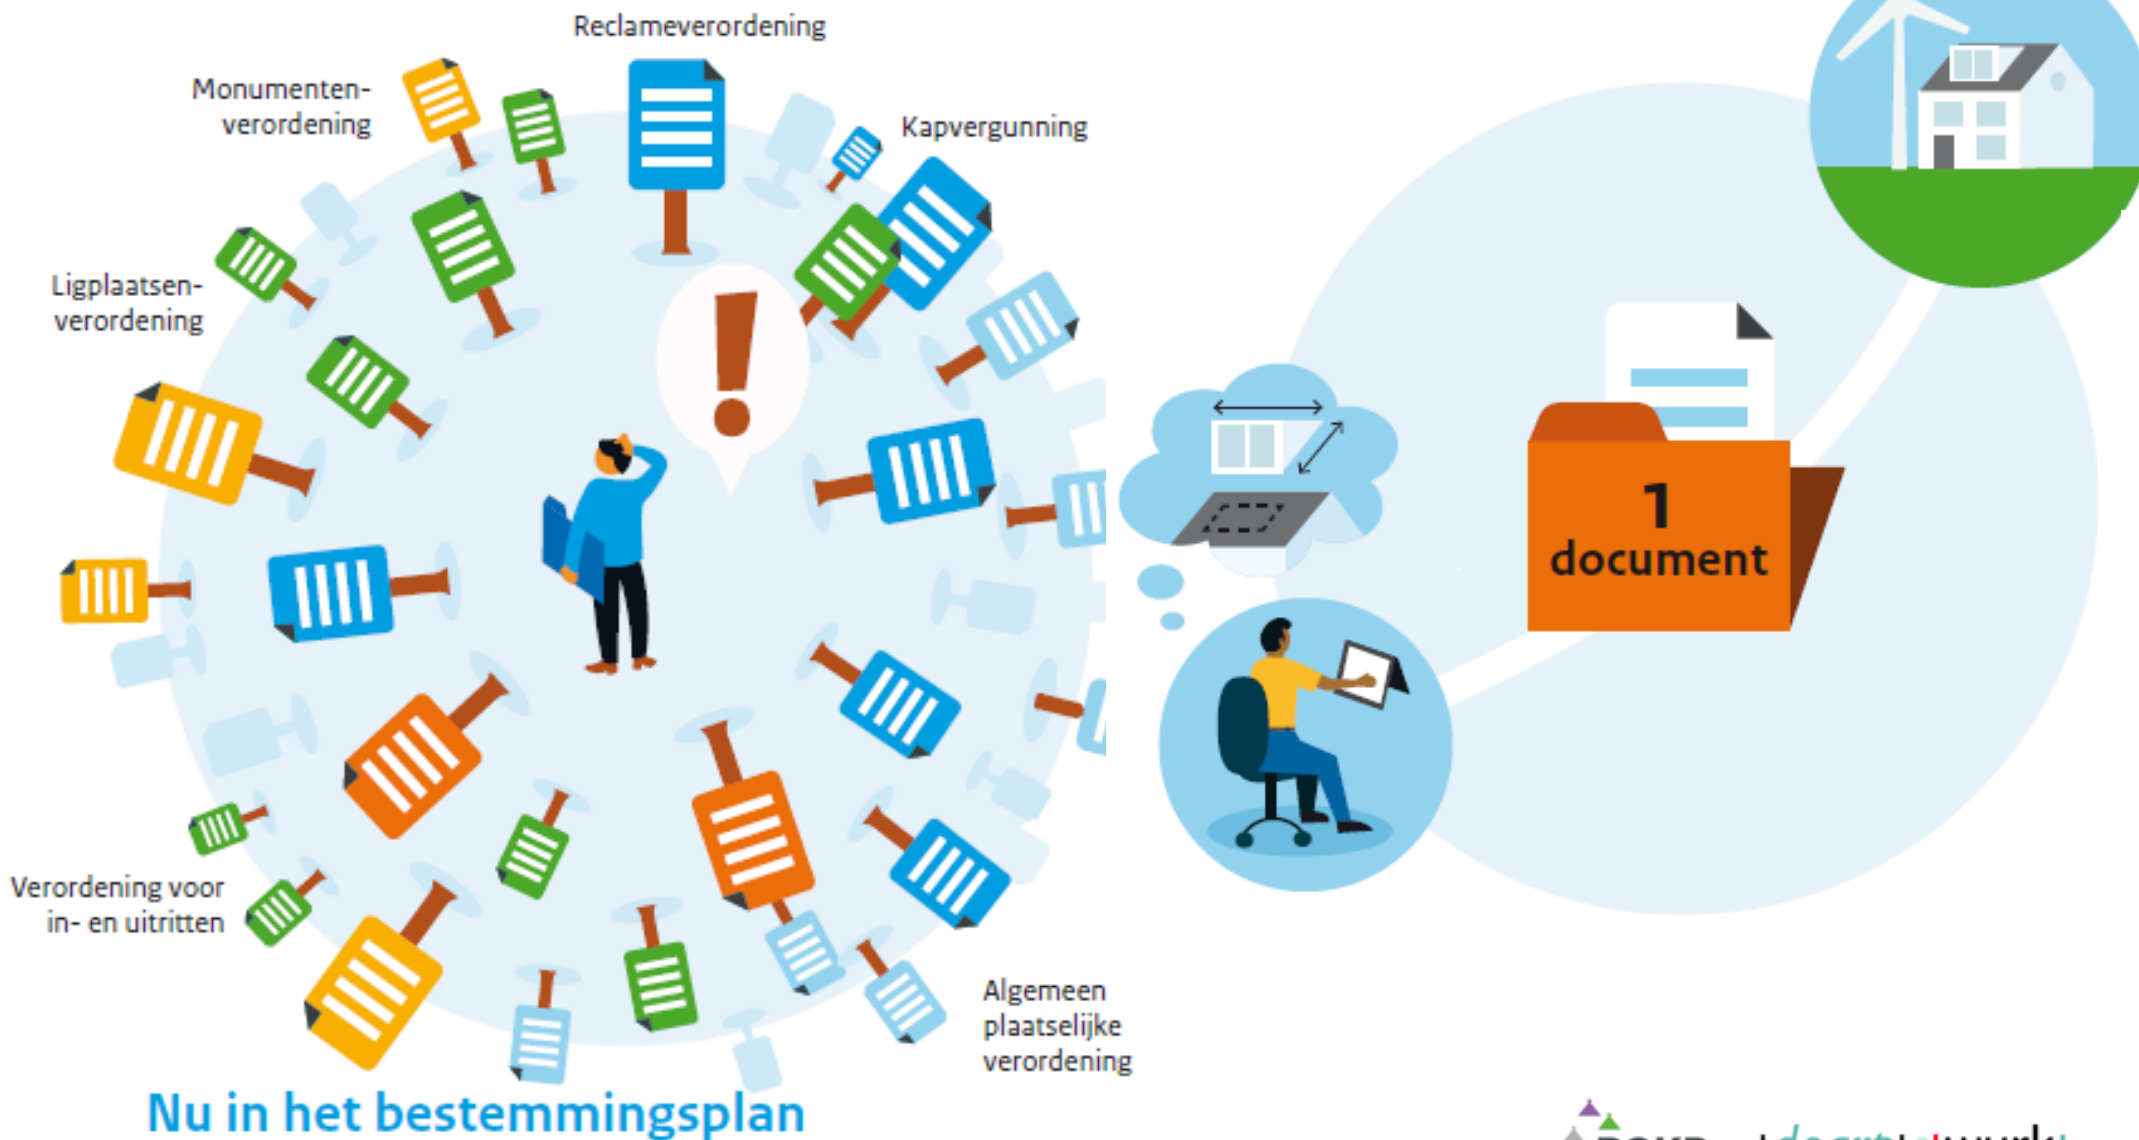 Reclameverordening
Monumenten-
verordening
Kapvergunning
Ligplaatsen-
verordening
1
document
Verordening voor
in- en uitritten
Algemeen
plaatselijke
verordening
Nu in het bestemmingsplan